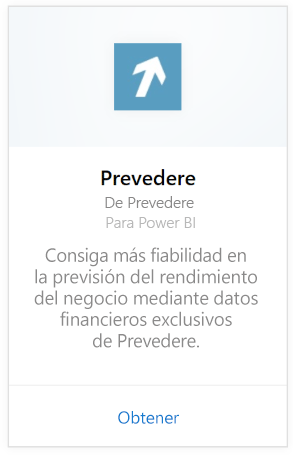 Prevedere
De Prevedere
Para Power BI
Consiga más fiabilidad en
la previsión del rendimiento
del negocio mediante datos
financieros exclusivos
de Prevedere.
Obtener